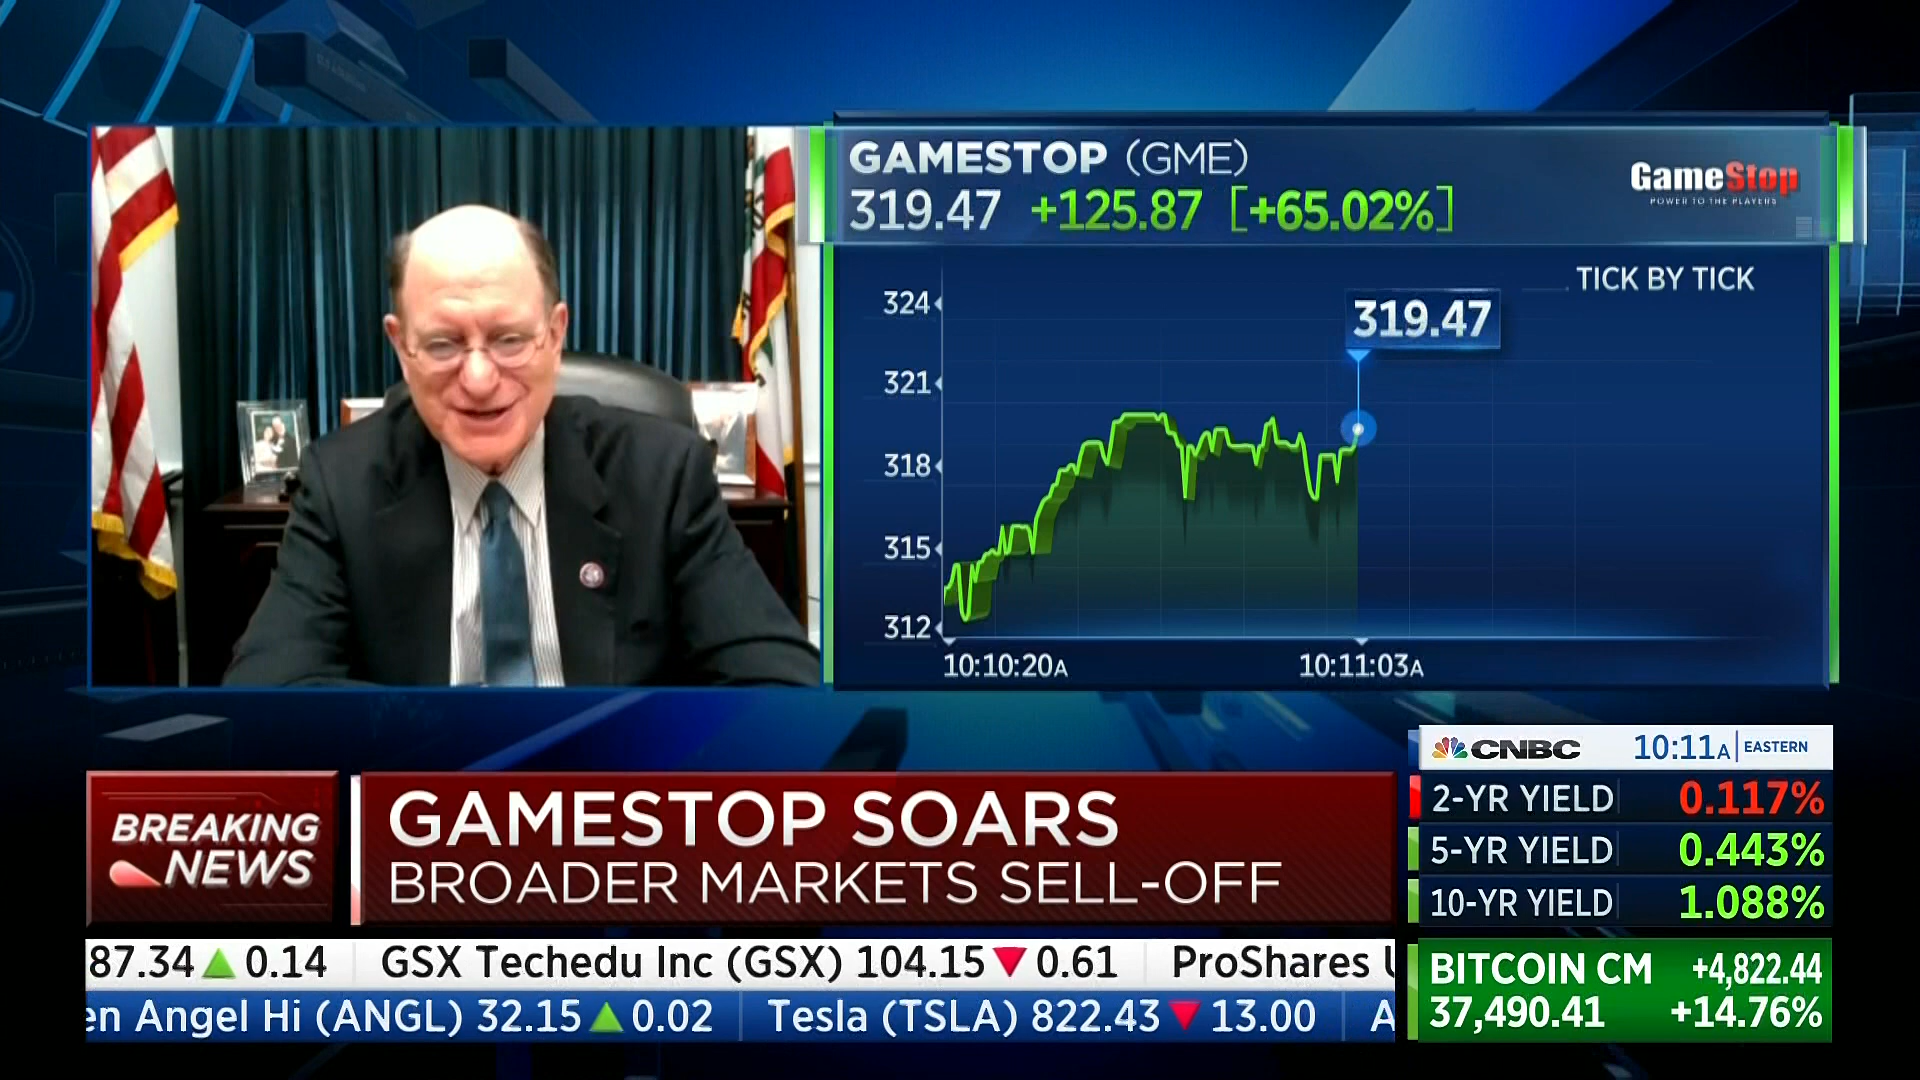 GAMESTOP (GME)
319.47 +125.87 [+65.02%]
GameStop
POWER TO THE PLAYERS
TICK BY TICK
319.47
324
321
318
315
312
10:10:20A
10:11:03A
CNBC 10:11A EASTERN
2-YR YIELD 0.117%
5-YR YIELD 0.443%
10-YR YIELD 1.088%
BITCOIN CM +4,822.44
37,490.41 +14.76%
BREAKING
NEWS
GAMESTOP SOARS
BROADER MARKETS SELL-OFF
87.34 ▲ 0.14 GSX Techedu Inc (GSX) 104.15 ▼ 0.61 ProShares
en Angel Hi (ANGL) 32.15 ▲ 0.02 Tesla (TSLA) 822.43 ▼ 13.00 A